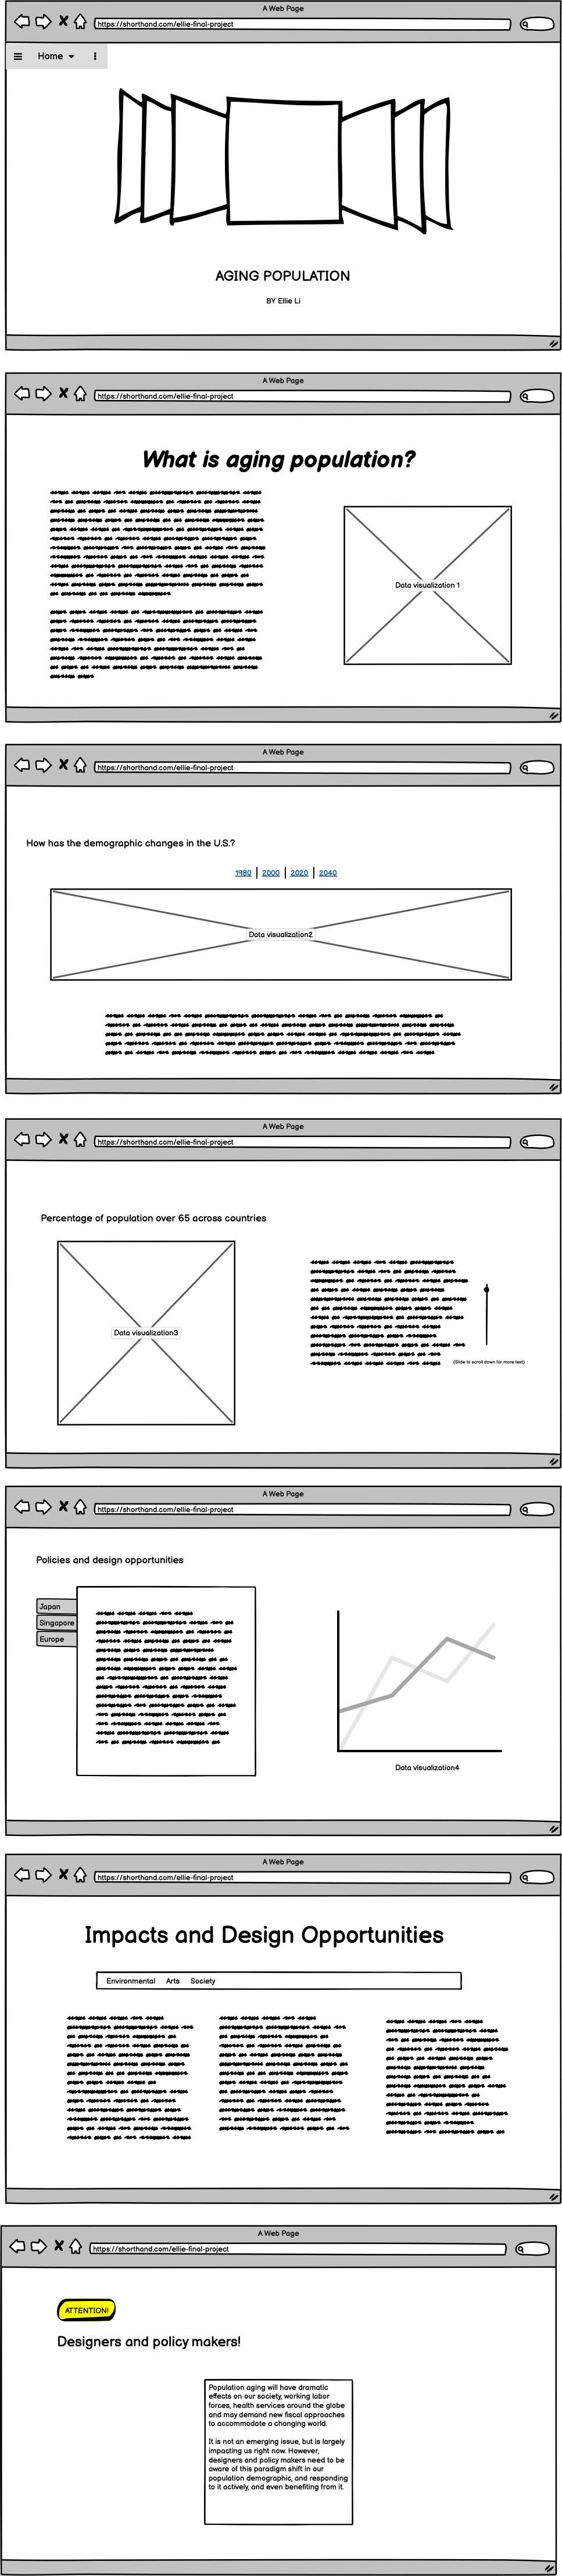 A Web Page
https://shorthand.com/ellie-final-project
Home
AGING POPULATION
BY Ellie Li
A Web Page
https://shorthand.com/ellie-final-project
What is aging population?
Data visualization 1
A Web Page
https://shorthand.com/ellie-final-project
How has the demographic changes in the U.S.?
1980 | 2000 | 2020 | 2040
Data visualization2
A Web Page
https://shorthand.com/ellie-final-project
Percentage of population over 65 across countries
Data visualization3
(Slide to scroll down for more text)
A Web Page
https://shorthand.com/ellie-final-project
Policies and design opportunities
Japan
Singapore
Europe
Data visualization4
A Web Page
https://shorthand.com/ellie-final-project
Impacts and Design Opportunities
Environmental Arts Society
A Web Page
https://shorthand.com/ellie-final-project
ATTENTION!
Designers and policy makers!
Population aging will have dramatic
effects on our society, working labor
forces, health services around the globe
and may demand new fiscal approaches
to accommodate a changing world.
It is not an emerging issue, but is largely
impacting us right now. However,
designers and policy makers need to be
aware of this paradigm shift in our
population demographic, and responding
to it actively, and even benefiting from it.